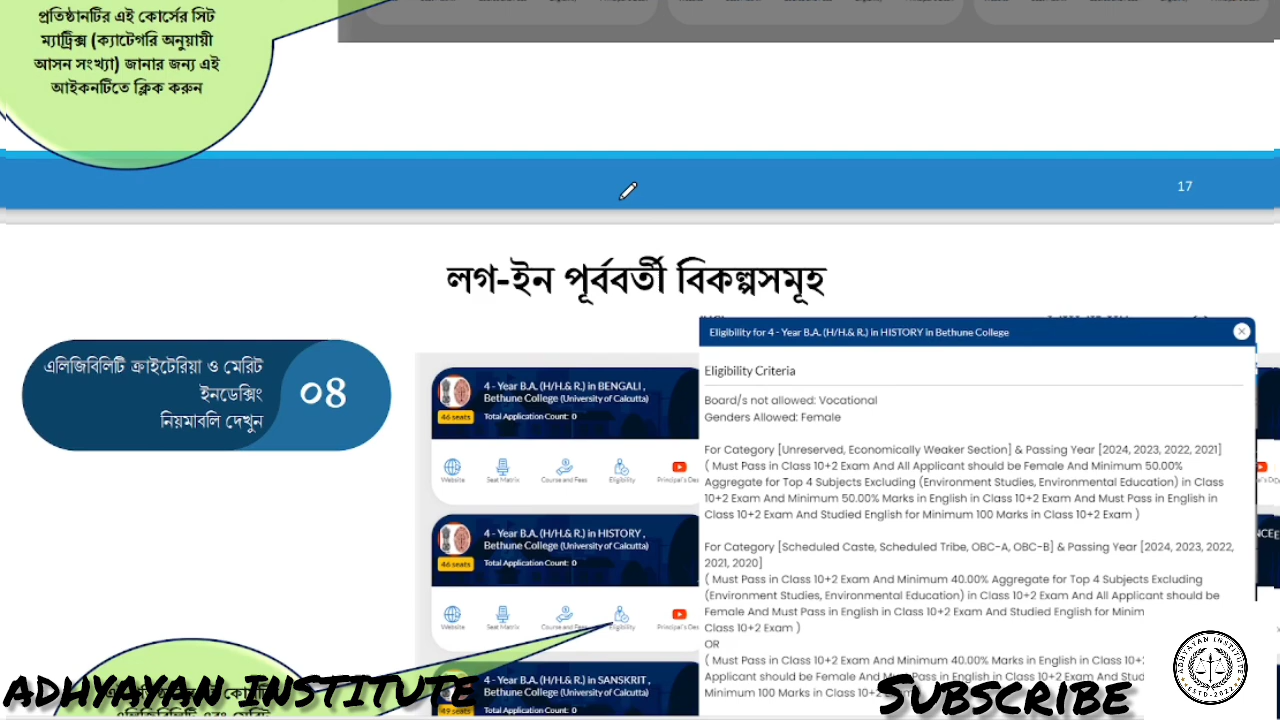 প্রতিষ্ঠানটির এই কোর্সের সিট
ম্যাট্রিক্স (ক্যাটেগরি অনুযায়ী
আসন সংখ্যা) জানার জন্য এই
আইকনটিতে ক্লিক করুন
17
লগ-ইন পূর্ববর্তী বিকল্পসমূহ
এলিজিবিলিটি ক্রাইটেরিয়া ও মেরিট
ইনডেক্সিং
নিয়মাবলি দেখুন
০৪
4 - Year B.A. (H/H.& R.) in BENGALI ,
Bethune College (University of Calcutta)
46 seats
Total Application Count: 0
Website
Seat Matrix
Course and Fees
Eligibility
Principal's
4 - Year B.A. (H/H.& R.) in HISTORY ,
Bethune College (University of Calcutta)
46 seats
Total Application Count: 0
Website
Seat Matrix
Course and Fees
Eligibility
Principal's
4 - Year B.A. (H/H.& R.) in SANSKRIT ,
Bethune College (University of Calcutta)
49 seats
Total Application Count: 0
Eligibility for 4 - Year B.A. (H/H.& R.) in HISTORY in Bethune College
Eligibility Criteria
Board/s not allowed: Vocational
Genders Allowed: Female
For Category [Unreserved, Economically Weaker Section] & Passing Year [2024, 2023, 2022, 2021]
( Must Pass in Class 10+2 Exam And All Applicant should be Female And Minimum 50.00%
Aggregate for Top 4 Subjects Excluding (Environment Studies, Environmental Education) in Class
10+2 Exam And Minimum 50.00% Marks in English in Class 10+2 Exam And Must Pass in English in
Class 10+2 Exam And Studied English for Minimum 100 Marks in Class 10+2 Exam )
For Category [Scheduled Caste, Scheduled Tribe, OBC-A, OBC-B] & Passing Year [2024, 2023, 2022,
2021, 2020]
( Must Pass in Class 10+2 Exam And Minimum 40.00% Aggregate for Top 4 Subjects Excluding
(Environment Studies, Environmental Education) in Class 10+2 Exam And All Applicant should be
Female And Must Pass in English in Class 10+2 Exam And Studied English for Minim
Class 10+2 Exam )
OR
( Must Pass in Class 10+2 Exam And Minimum 40.00% Marks in English in Class 10+
Applicant should be Female And Must Pass in English in Class 10+2 Exam And Stud
Minimum 100 Marks in Class 10+2
ADHYAYAN INSTITUTE
SUBSCRIBE